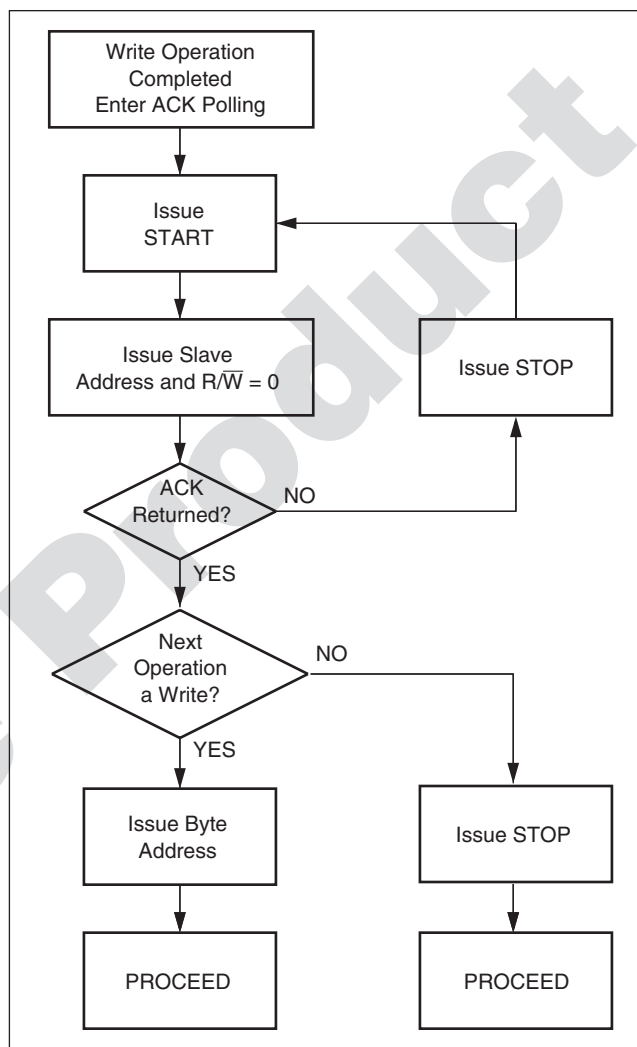 Write Operation
Completed
Enter ACK Polling
Issue
START
Issue Slave
Address and R/W̅ = 0
Issue STOP
ACK
Returned?
NO
YES
Next
Operation
a Write?
NO
YES
Issue Byte
Address
Issue STOP
PROCEED
PROCEED
Product